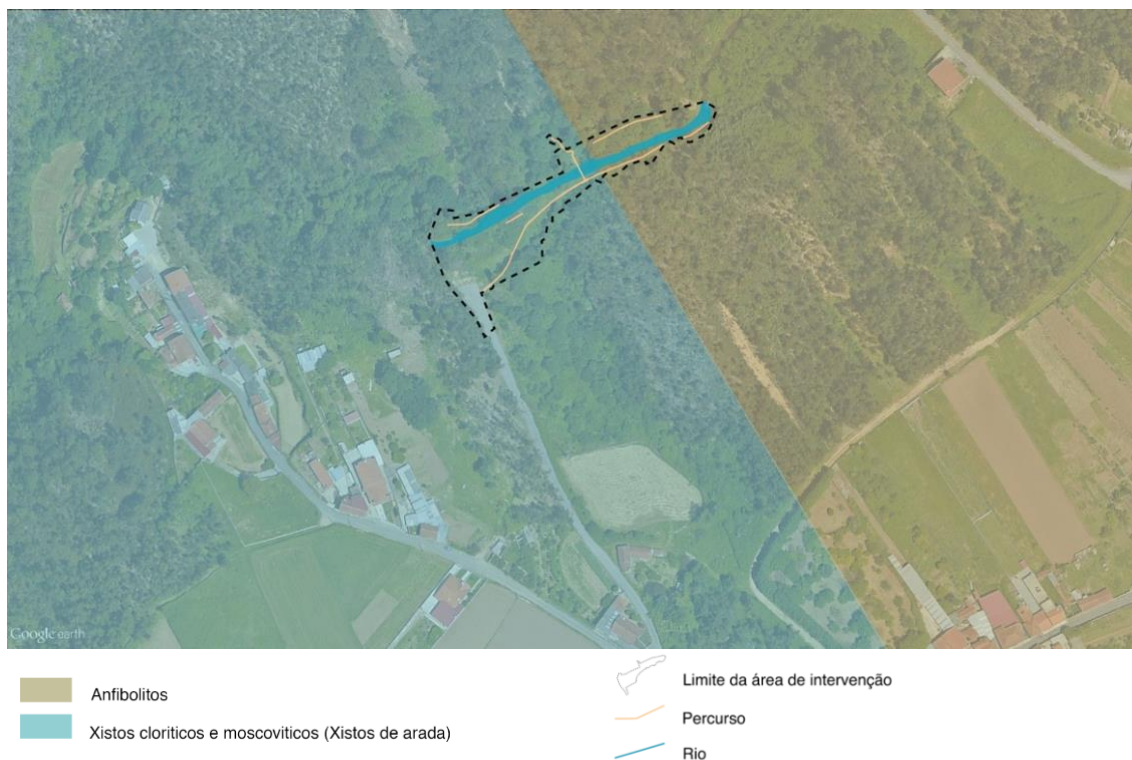 Google earth
Anfibolitos
Xistos cloriticos e moscoviticos (Xistos de arada)
Limite da área de intervenção
Percurso
Rio